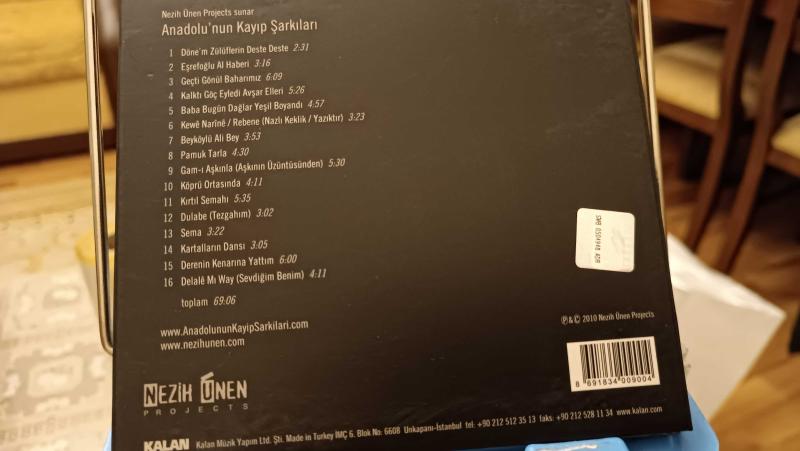 Nezih Ünen Projects sunar
Anadolu'nun Kayıp Şarkıları
1 Döne'm Zülüflerin Deste Deste 2:31
2 Eşrefoğlu Al Haberi 3:16
3 Geçti Gönül Baharımız 6:09
4 Kalktı Göç Eyledi Avşar Elleri 5:26
5 Baba Bugün Dağlar Yeşil Boyandı 4:57
6 Kewê Narînê / Rebene (Nazlı Keklik / Yazıktır) 3:23
7 Beyköylü Ali Bey 3:53
8 Pamuk Tarla 4:30
9 Gam-ı Aşkınla (Aşkının Üzüntüsünden) 5:30
10 Köprü Ortasında 4:11
11 Kırtıl Semahı 5:35
12 Dulabe (Tezgahım) 3:02
13 Sema 3:22
14 Kartalların Dansı 3:05
15 Derenin Kenarına Yattım 6:00
16 Delalê Mı Way (Sevdiğim Benim) 4:11
toplam 69:06
www.AnadolununKayipSarkilari.com
www.nezihunen.com
℗&© 2010 Nezih Ünen Projects
8 691834 009004
NEZİH ÜNEN
PROJECTS
KALAN Kalan Müzik Yapım Ltd. Şti. Made in Turkey İMÇ 6. Blok No: 6608 Unkapanı-İstanbul tel: +90 212 512 35 13 faks: +90 212 528 11 34 www.kalan.com